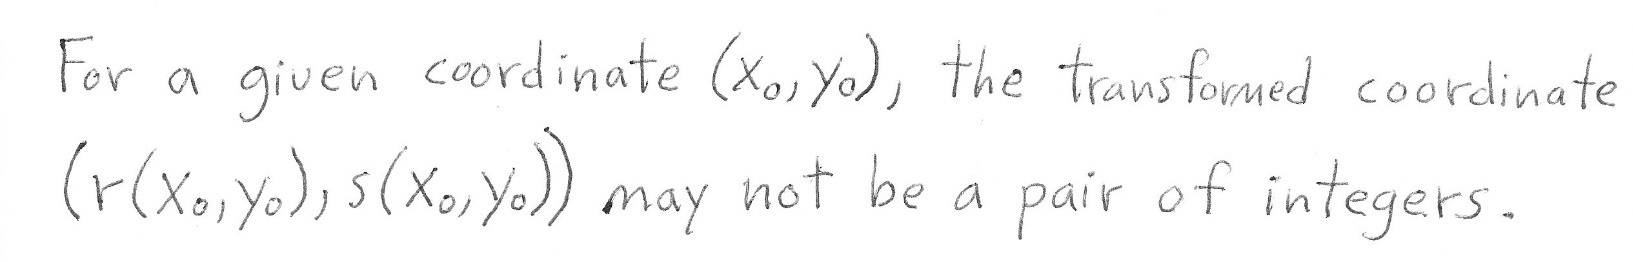 For a given coordinate (x₀, y₀), the transformed coordinate
(r(x₀, y₀), s(x₀, y₀)) may not be a pair of integers.